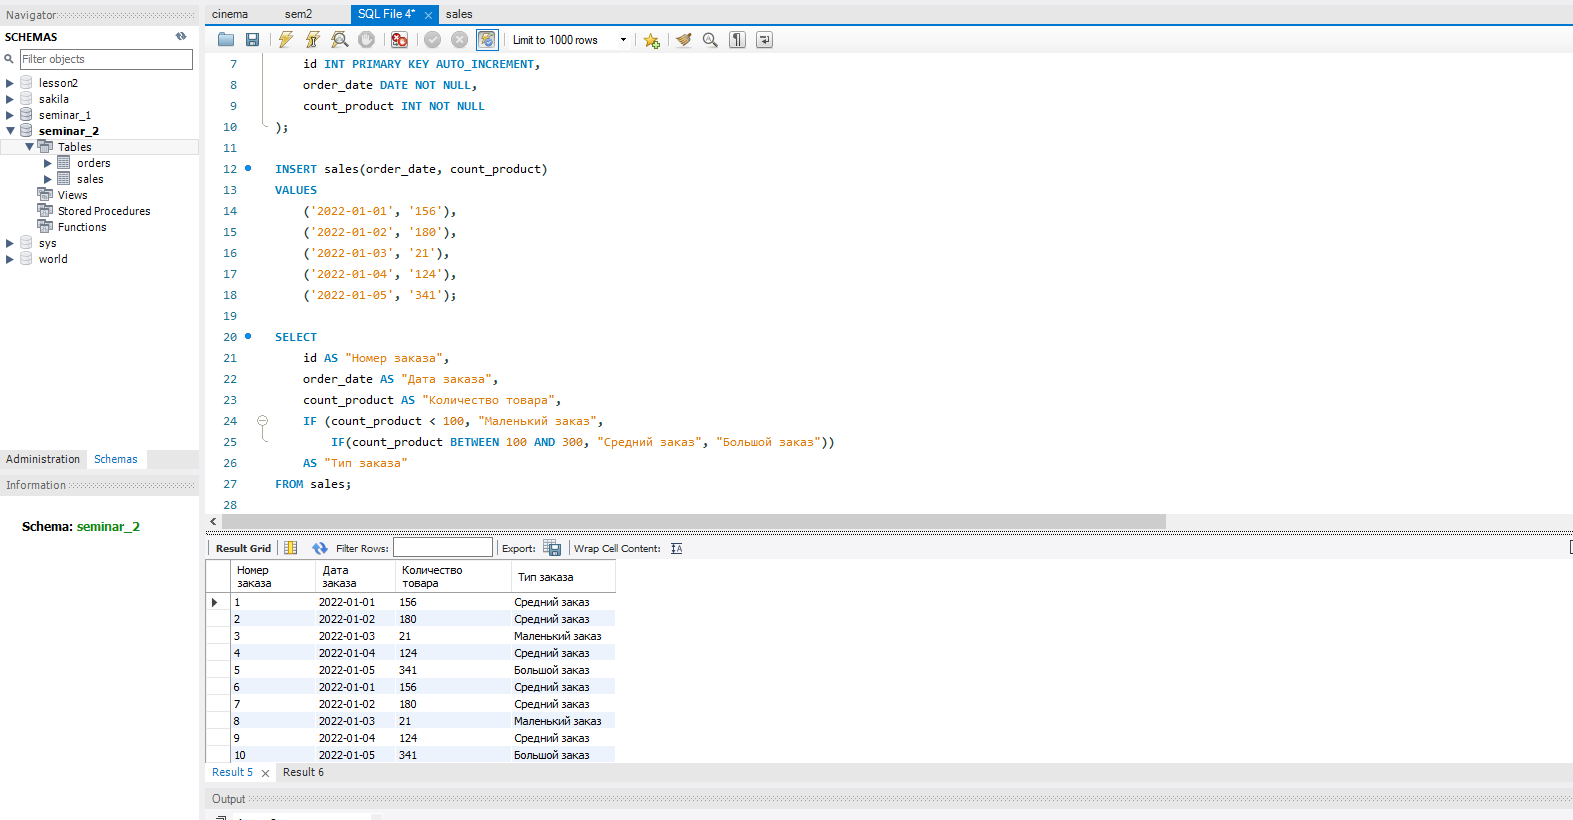 Navigator
SCHEMAS
Filter objects
lesson2
sakila
seminar_1
seminar_2
Tables
orders
sales
Views
Stored Procedures
Functions
sys
world
Administration Schemas
Information
Schema: seminar_2
cinema sem2 SQL File 4* sales
Limit to 1000 rows
7 id INT PRIMARY KEY AUTO_INCREMENT,
8 order_date DATE NOT NULL,
9 count_product INT NOT NULL
10 );
11
12 INSERT sales(order_date, count_product)
13 VALUES
14 ('2022-01-01', '156'),
15 ('2022-01-02', '180'),
16 ('2022-01-03', '21'),
17 ('2022-01-04', '124'),
18 ('2022-01-05', '341');
19
20 SELECT
21 id AS "Номер заказа",
22 order_date AS "Дата заказа",
23 count_product AS "Количество товара",
24 IF (count_product < 100, "Маленький заказ",
25 IF(count_product BETWEEN 100 AND 300, "Средний заказ", "Большой заказ"))
26 AS "Тип заказа"
27 FROM sales;
28
Result Grid Filter Rows: Export: Wrap Cell Content:
Номер заказа Дата заказа Количество товара Тип заказа
1 2022-01-01 156 Средний заказ
2 2022-01-02 180 Средний заказ
3 2022-01-03 21 Маленький заказ
4 2022-01-04 124 Средний заказ
5 2022-01-05 341 Большой заказ
6 2022-01-01 156 Средний заказ
7 2022-01-02 180 Средний заказ
8 2022-01-03 21 Маленький заказ
9 2022-01-04 124 Средний заказ
10 2022-01-05 341 Большой заказ
Result 5 Result 6
Output